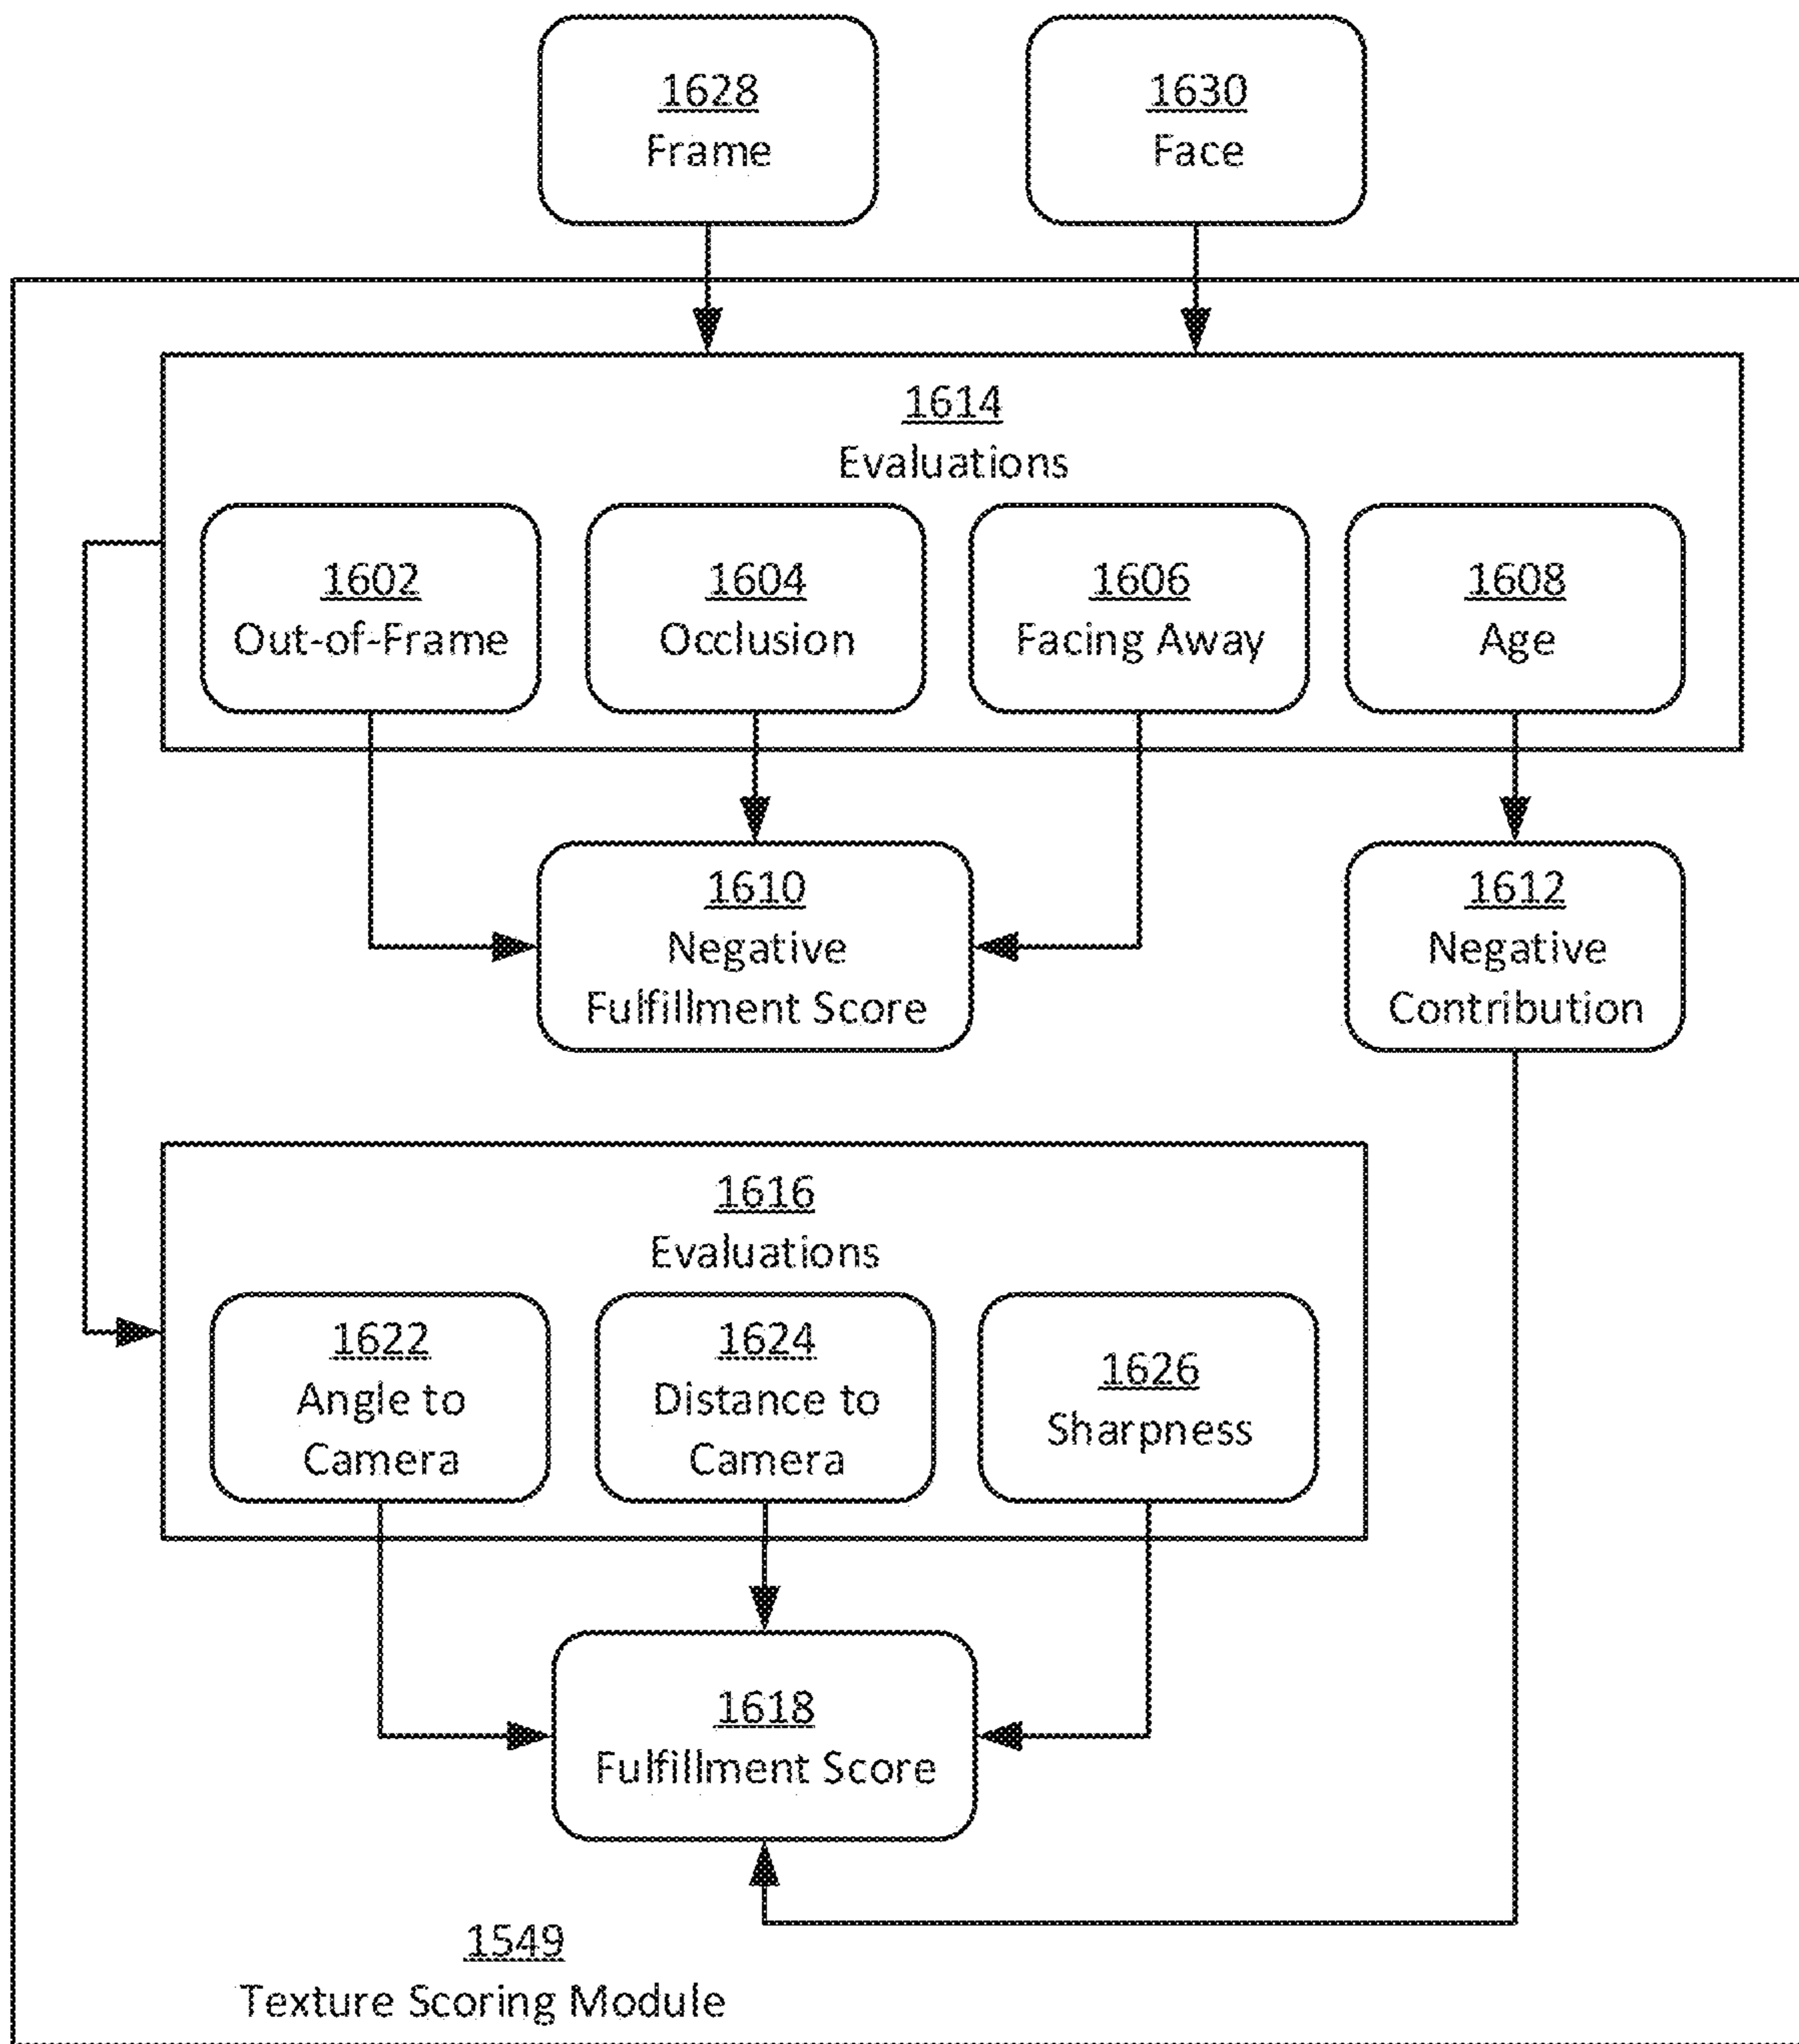 1628
Frame
1630
Face
1614
Evaluations
1602
Out-of-Frame
1604
Occlusion
1606
Facing Away
1608
Age
1610
Negative
Fulfillment Score
1612
Negative
Contribution
1616
Evaluations
1622
Angle to
Camera
1624
Distance to
Camera
1626
Sharpness
1618
Fulfillment Score
1549
Texture Scoring Module